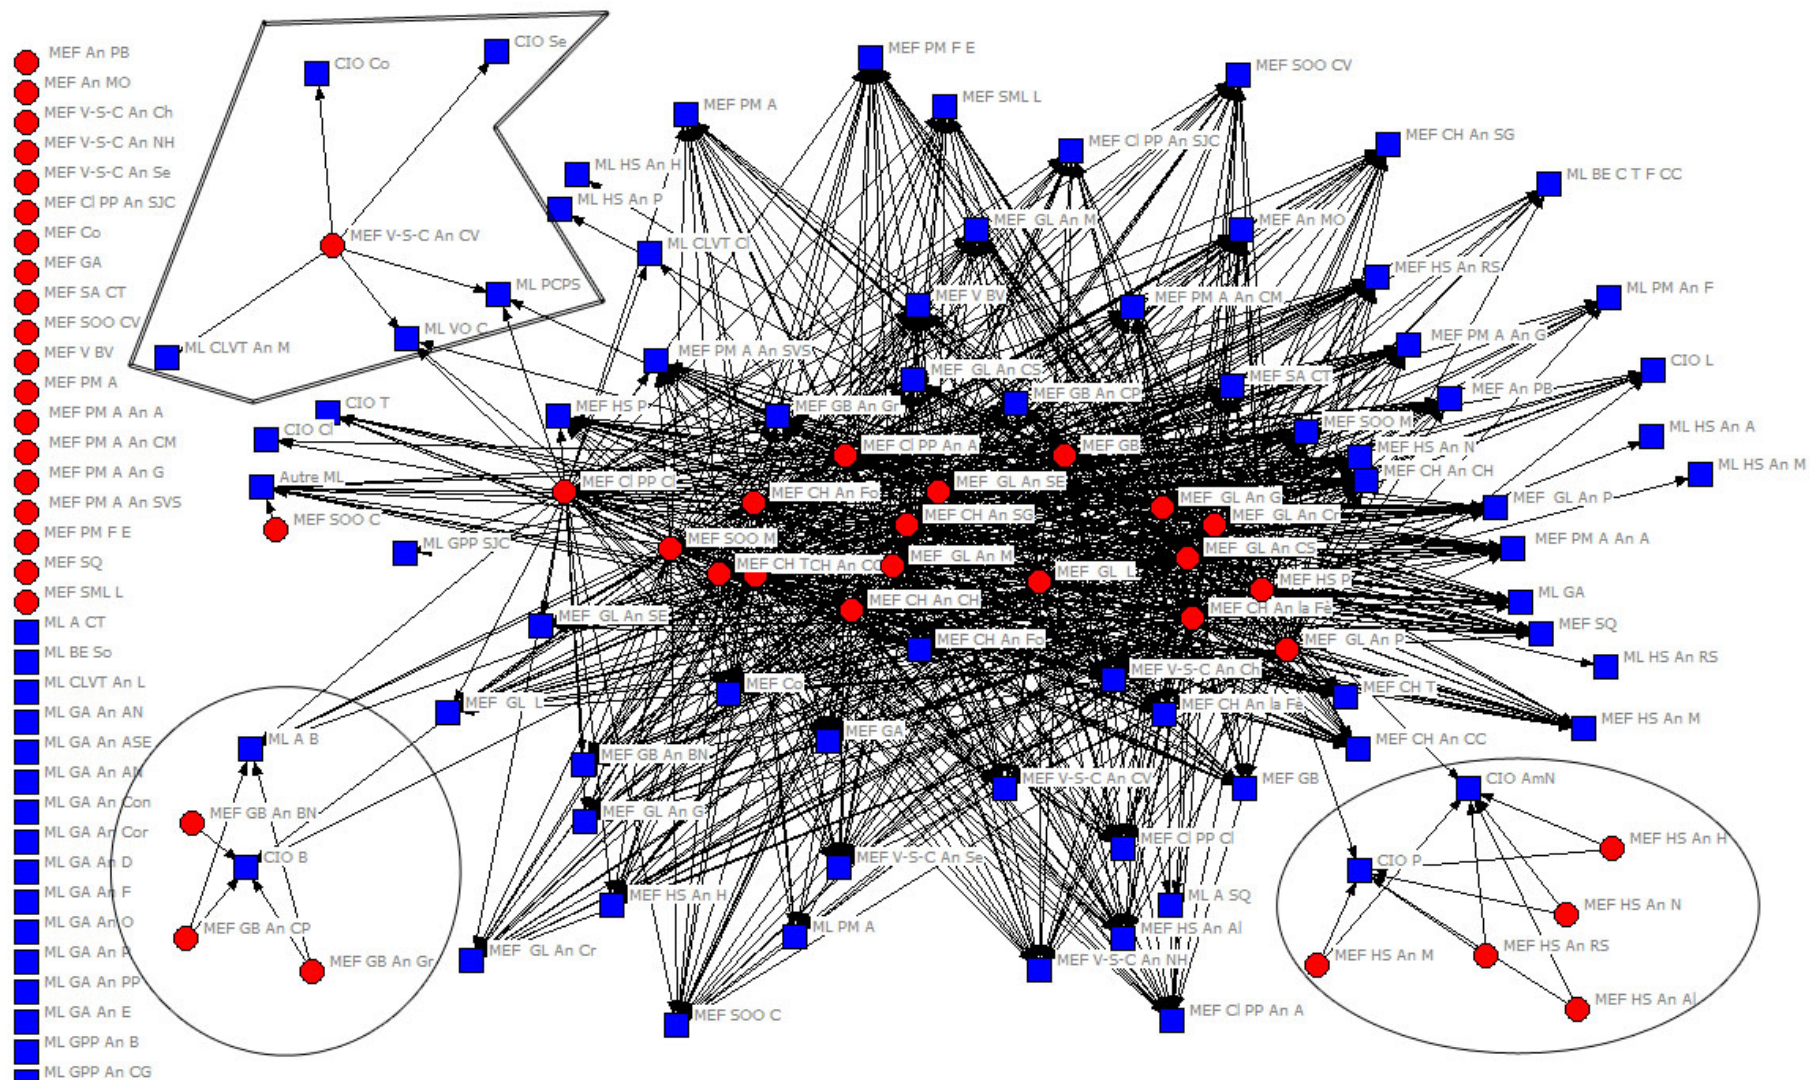 MEF An PB
MEF An MO
MEF V-S-C An Ch
MEF V-S-C An NH
MEF V-S-C An Se
MEF Cl PP An SJC
MEF Co
MEF GA
MEF SA CT
MEF SOO CV
MEF V BV
MEF PM A
MEF PM A An A
MEF PM A An CM
MEF PM A An G
MEF PM A An SVS
MEF PM F E
MEF SQ
MEF SML L
ML A CT
ML BE So
ML CLVT An L
ML GA An AN
ML GA An ASE
ML GA An AN
ML GA An Con
ML GA An Cor
ML GA An D
ML GA An F
ML GA An O
ML GA An P
ML GA An PP
ML GA An E
ML GPP An B
ML GPP An CG
CIO Co
CIO Se
MEF V-S-C An CV
ML PCPS
ML VO C
ML CLVT An M
MEF PM F E
MEF SOO CV
MEF PM A
MEF SML L
MEF Cl PP An SJC
MEF CH An SG
ML HS An H
ML HS An P
ML BE C T F CC
MEF GL An M
MEF An MO
ML CLVT Cl
MEF HS An RS
MEF V BV
MEF PM A An CM
ML PM An F
MEF PM A An SVS
MEF PM A An G
MEF GL An CS
MEF SA CT
CIO L
MEF GB An CP
MEF An PB
CIO T
MEF HS P
MEF GB An Gr
MEF SOO M
CIO Cl
ML HS An A
MEF Cl PP An A
MEF GB
MEF HS An N
MEF CH An CH
ML HS An M
Autre ML
MEF Cl PP Cl
MEF CH An Fo
MEF GL An SE
MEF GL An G
MEF GL An P
MEF SOO C
MEF CH An SG
MEF GL An Cr
MEF SOO M
MEF PM A An A
ML GPP SJC
MEF GL An CS
MEF CH T
CH An CC
MEF GL An M
MEF GL L
MEF HS P
ML GA
MEF CH An CH
MEF CH An la Fè
MEF GL An SE
MEF SQ
MEF CH An Fo
MEF GL An P
ML HS An RS
MEF Co
MEF V-S-C An Ch
MEF CH T
MEF GL L
MEF CH An la Fè
MEF HS An M
ML A B
MEF GA
MEF CH An CC
MEF GB An BN
MEF V-S-C An CV
MEF GB
CIO AmN
MEF GB An BN
MEF GL An G
MEF Cl PP Cl
MEF HS An H
CIO B
MEF V-S-C An Se
CIO P
MEF HS An H
ML A SQ
MEF HS An N
MEF GB An CP
ML PM A
MEF HS An Al
MEF GL An Cr
MEF V-S-C An NH
MEF HS An M
MEF HS An RS
MEF GB An Gr
MEF SOO C
MEF Cl PP An A
MEF HS An Al